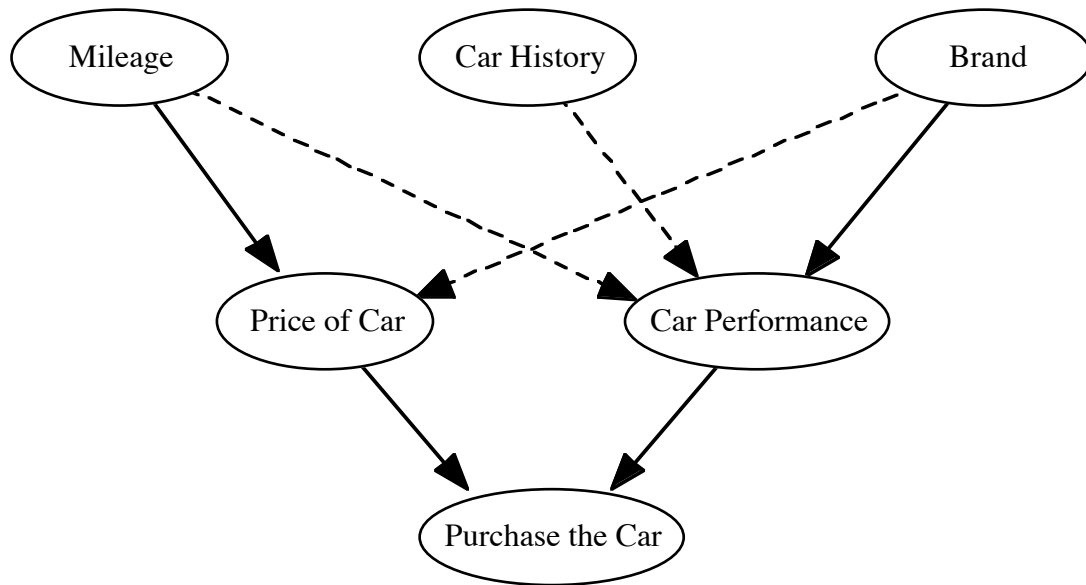 Mileage
Car History
Brand
Price of Car
Car Performance
Purchase the Car